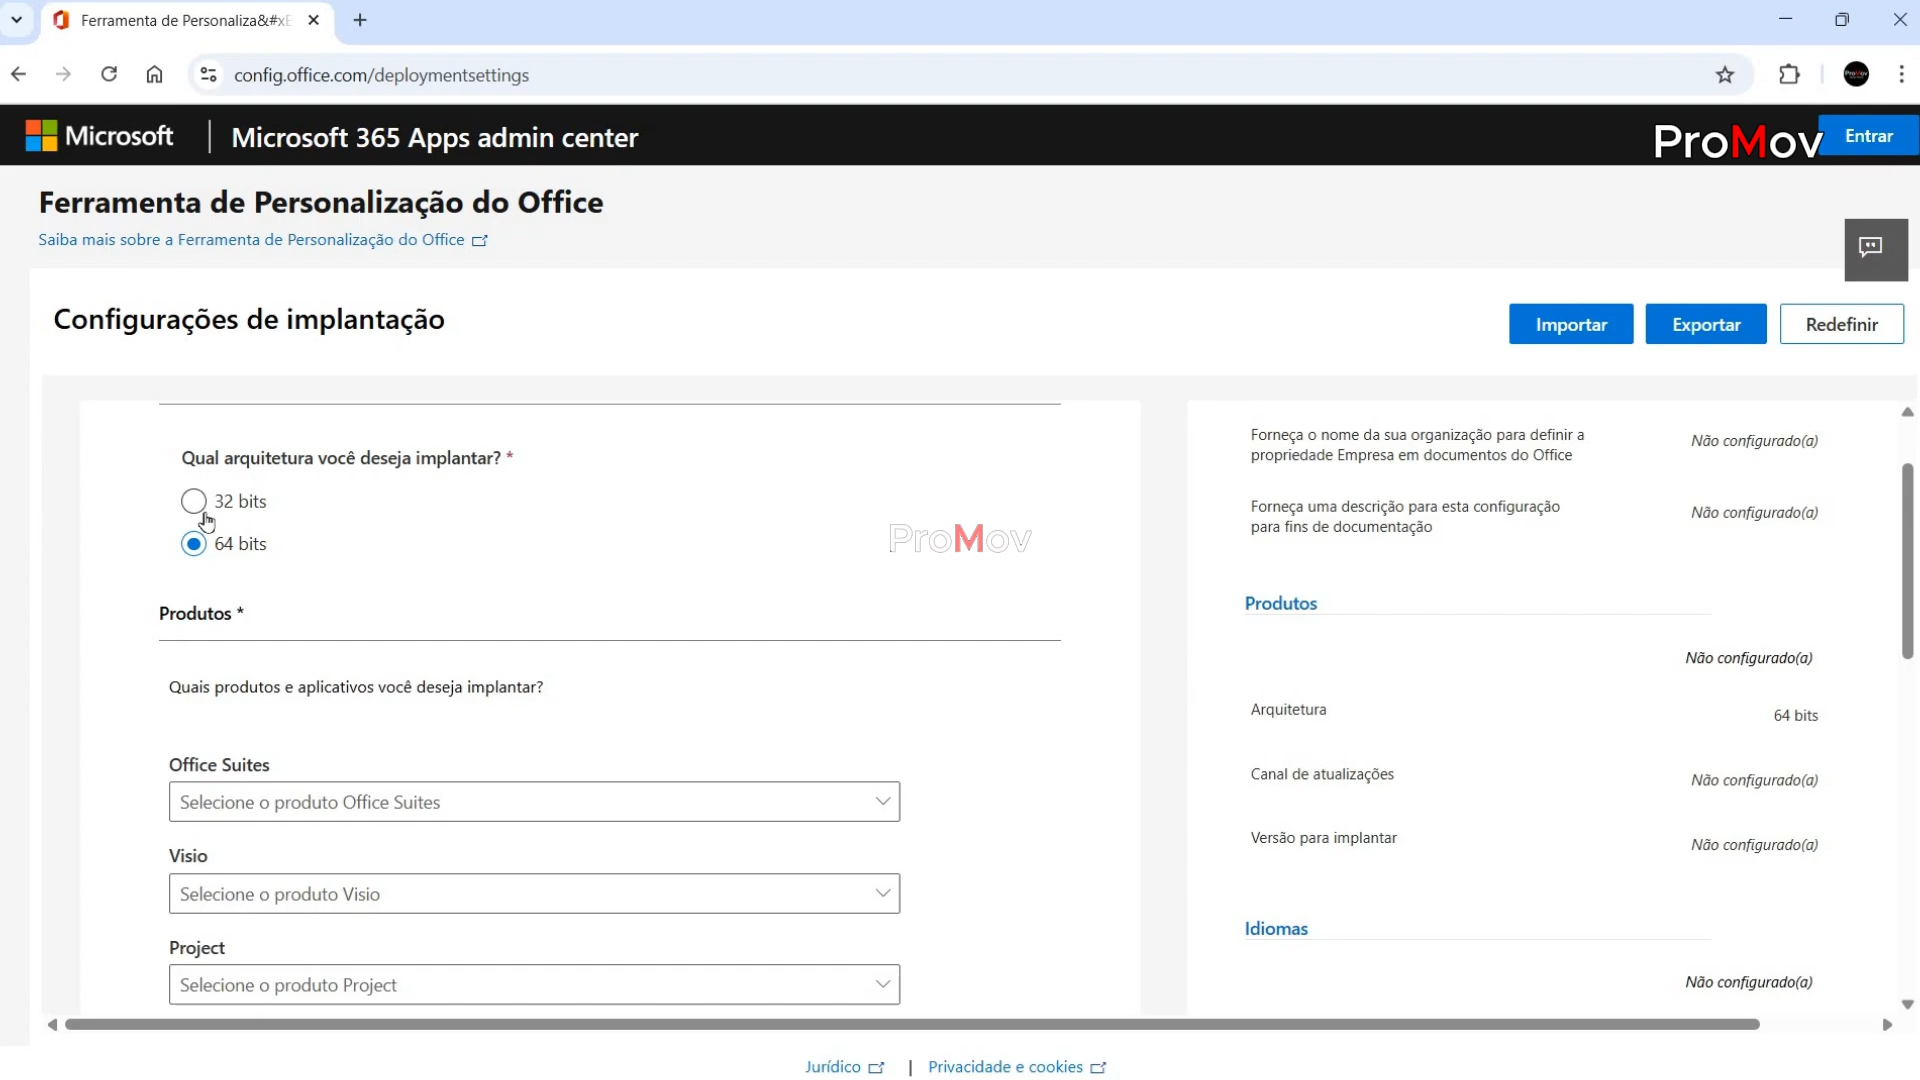 Ferramenta de Personaliza&#xE
config.office.com/deploymentsettings
Microsoft
Microsoft 365 Apps admin center
ProMov
Entrar
Ferramenta de Personalização do Office
Saiba mais sobre a Ferramenta de Personalização do Office
Configurações de implantação
Importar
Exportar
Redefinir
Qual arquitetura você deseja implantar? *
32 bits
64 bits
ProMov
Produtos *
Quais produtos e aplicativos você deseja implantar?
Office Suites
Selecione o produto Office Suites
Visio
Selecione o produto Visio
Project
Selecione o produto Project
Forneça o nome da sua organização para definir a
propriedade Empresa em documentos do Office
Não configurado(a)
Forneça uma descrição para esta configuração
para fins de documentação
Não configurado(a)
Produtos
Não configurado(a)
Arquitetura
64 bits
Canal de atualizações
Não configurado(a)
Versão para implantar
Não configurado(a)
Idiomas
Não configurado(a)
Jurídico
|
Privacidade e cookies